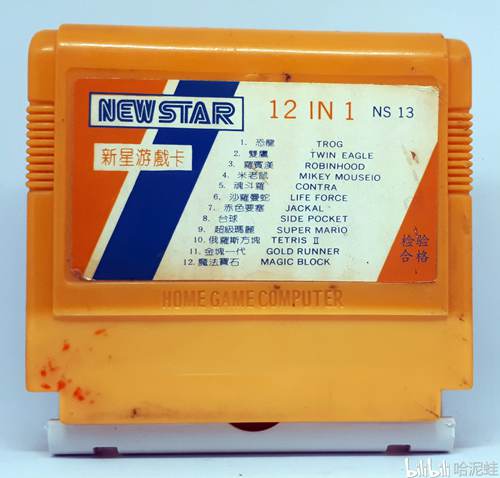 NEWSTAR 12 IN 1 NS 13
新星游戲卡
1. 恐龍 TROG
2. 雙鷹 TWIN EAGLE
3. 羅賓漢 ROBINHOOD
4. 米老鼠 MIKEY MOUSEIO
5. 魂斗羅 CONTRA
6. 沙羅曼蛇 LIFE FORCE
7. 赤色要塞 JACKAL
8. 台球 SIDE POCKET
9. 超級瑪麗 SUPER MARIO
10. 俄羅斯方塊 TETRIS II
11. 金塊一代 GOLD RUNNER
12. 魔法寶石 MAGIC BLOCK
检验
合格
HOME GAME COMPUTER
bilibili 哈泥蛙